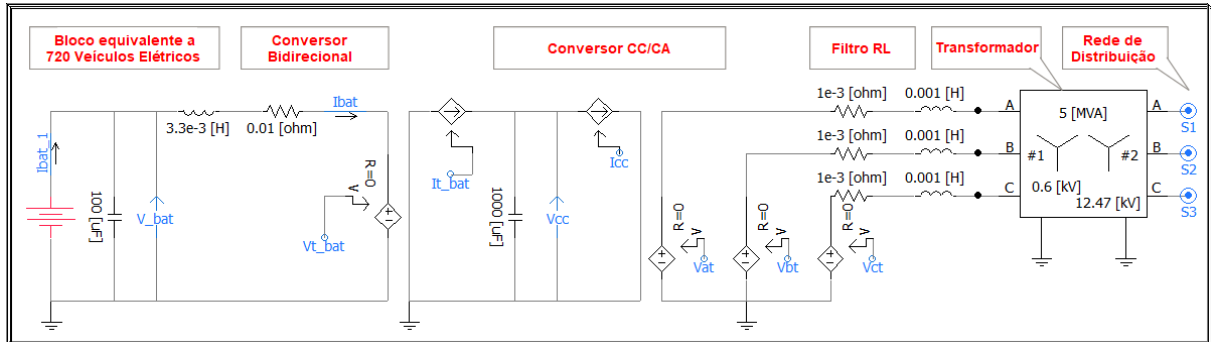 Bloco equivalente a
720 Veículos Elétricos
Conversor
Bidirecional
Conversor CC/CA
Filtro RL
Transformador
Rede de
Distribuição
Ibat_1
100 [uF]
V_bat
3.3e-3 [H]
0.01 [ohm]
Ibat
R=0
V
Vt_bat
It_bat
1000 [uF]
Vcc
Icc
1e-3 [ohm]
0.001 [H]
1e-3 [ohm]
0.001 [H]
1e-3 [ohm]
0.001 [H]
R=0
V
Vat
R=0
V
Vbt
R=0
V
Vct
A
B
C
5 [MVA]
#1
#2
0.6 [kV]
12.47 [kV]
A
B
C
S1
S2
S3